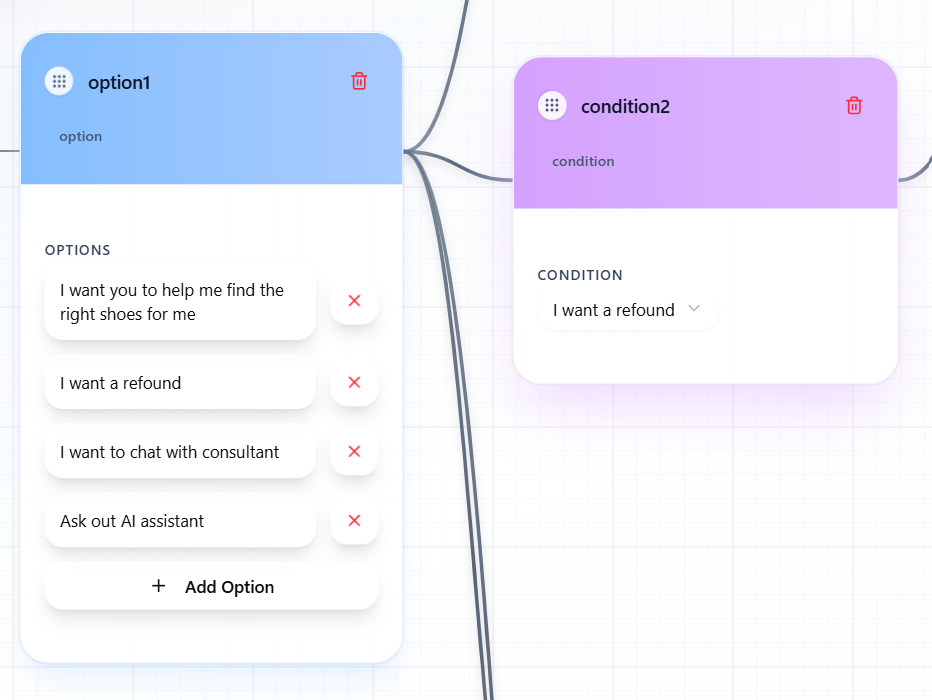 option1
option
OPTIONS
I want you to help me find the
right shoes for me
I want a refound
I want to chat with consultant
Ask out AI assistant
Add Option
condition2
condition
CONDITION
I want a refound